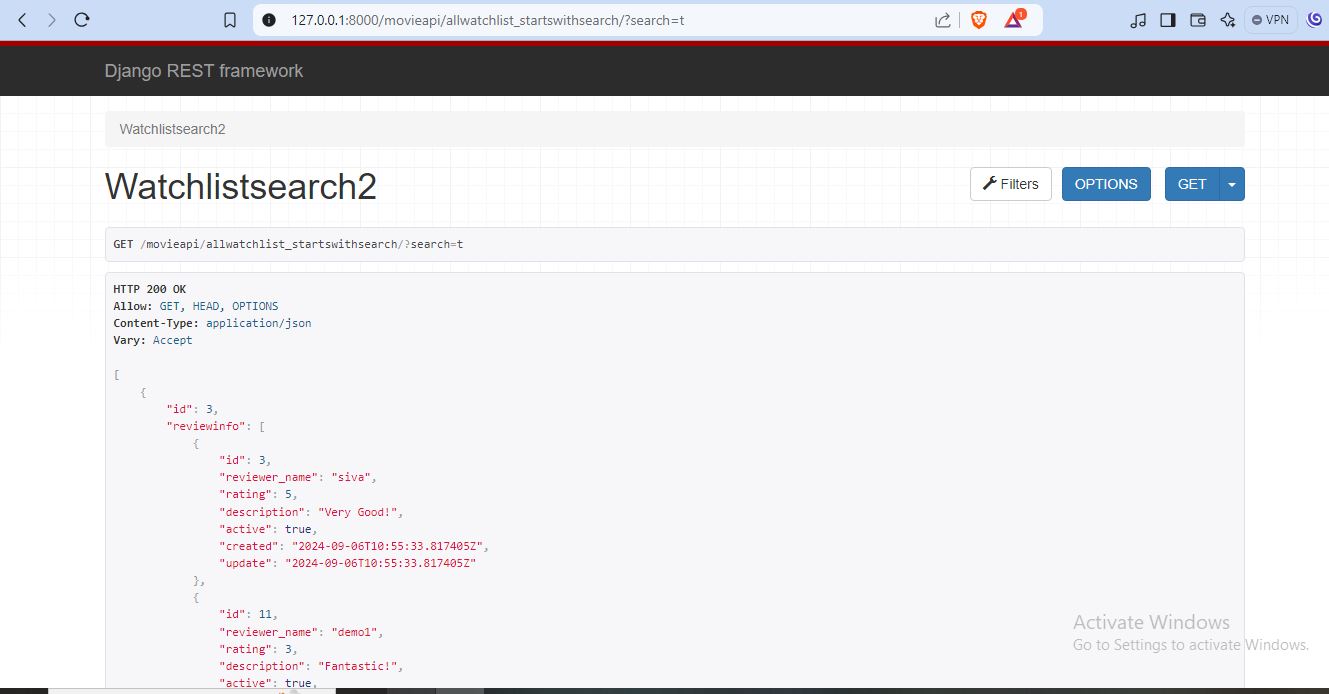 127.0.0.1:8000/movieapi/allwatchlist_startswithsearch/?search=t
1
VPN
Django REST framework
Watchlistsearch2
Watchlistsearch2
Filters
OPTIONS
GET
GET /movieapi/allwatchlist_startswithsearch/?search=t
HTTP 200 OK
Allow: GET, HEAD, OPTIONS
Content-Type: application/json
Vary: Accept
[
{
"id": 3,
"reviewinfo": [
{
"id": 3,
"reviewer_name": "siva",
"rating": 5,
"description": "Very Good!",
"active": true,
"created": "2024-09-06T10:55:33.817405Z",
"update": "2024-09-06T10:55:33.817405Z"
},
{
"id": 11,
"reviewer_name": "demo1",
"rating": 3,
"description": "Fantastic!",
"active": true,
Activate Windows
Go to Settings to activate Windows.